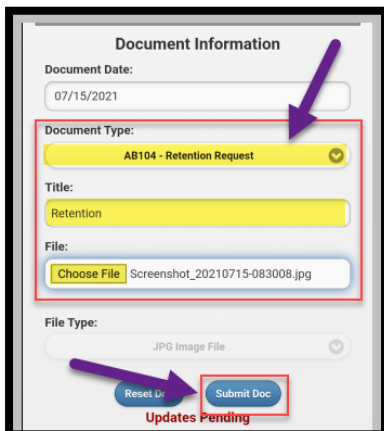 Document Information
Document Date:
07/15/2021
Document Type:
AB104 - Retention Request
Title:
Retention
File:
Choose File Screenshot_20210715-083008.jpg
File Type:
JPG Image File
Reset Submit Doc
Updates Pending